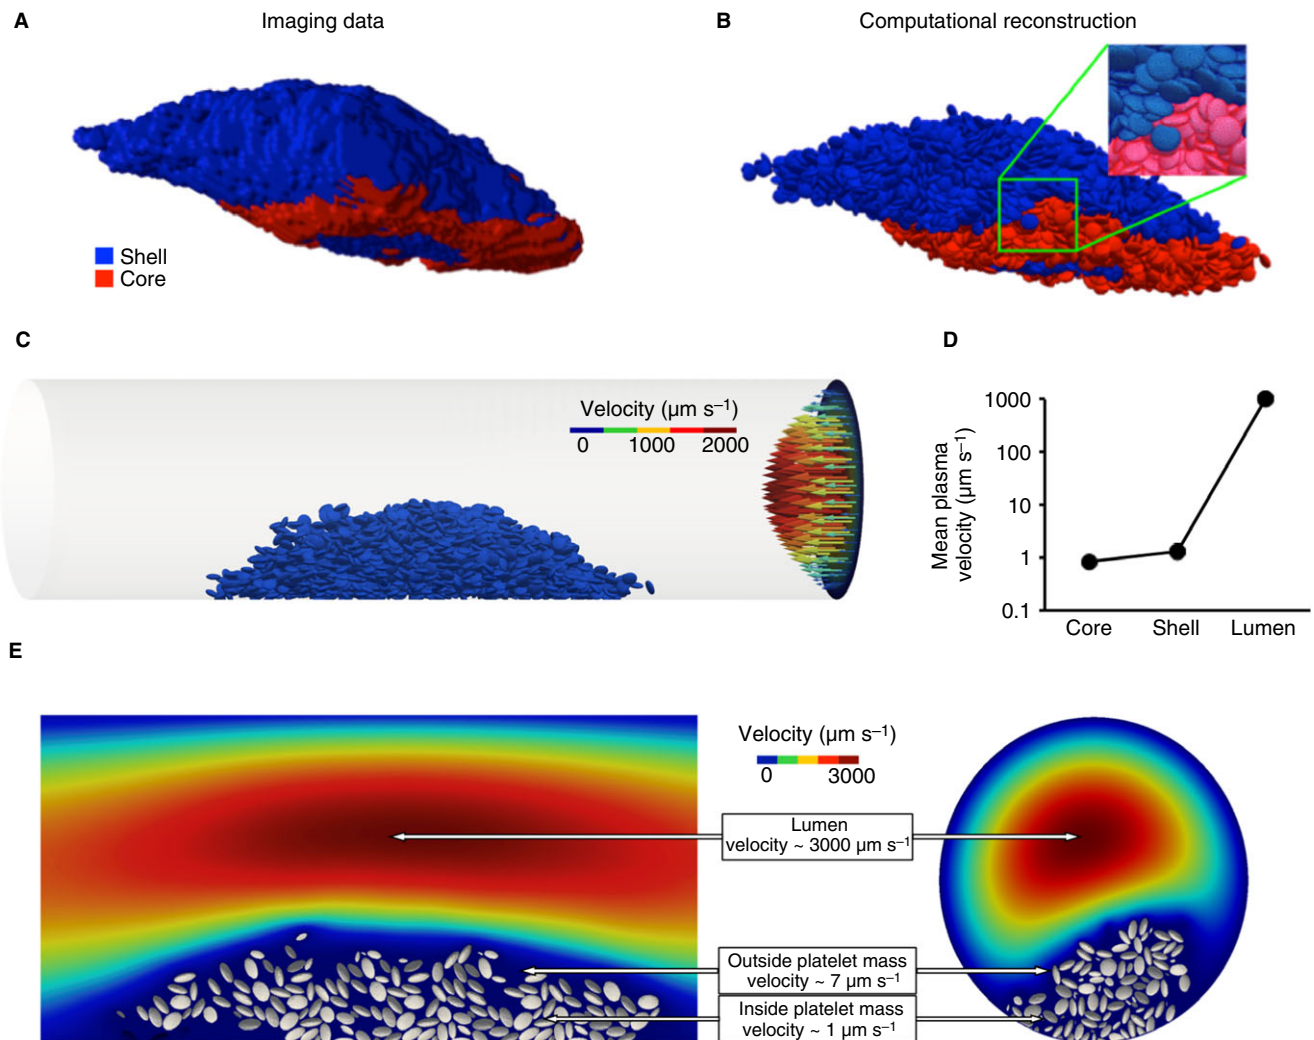 A
Imaging data
B
Computational reconstruction
Shell
Core
C
D
Velocity (µm s–1)
0 1000 2000
Mean plasma
velocity (µm s–1)
1000
100
10
1
0.1
Core Shell Lumen
E
Velocity (µm s–1)
0 3000
Lumen
velocity ~ 3000 µm s–1
Outside platelet mass
velocity ~ 7 µm s–1
Inside platelet mass
velocity ~ 1 µm s–1